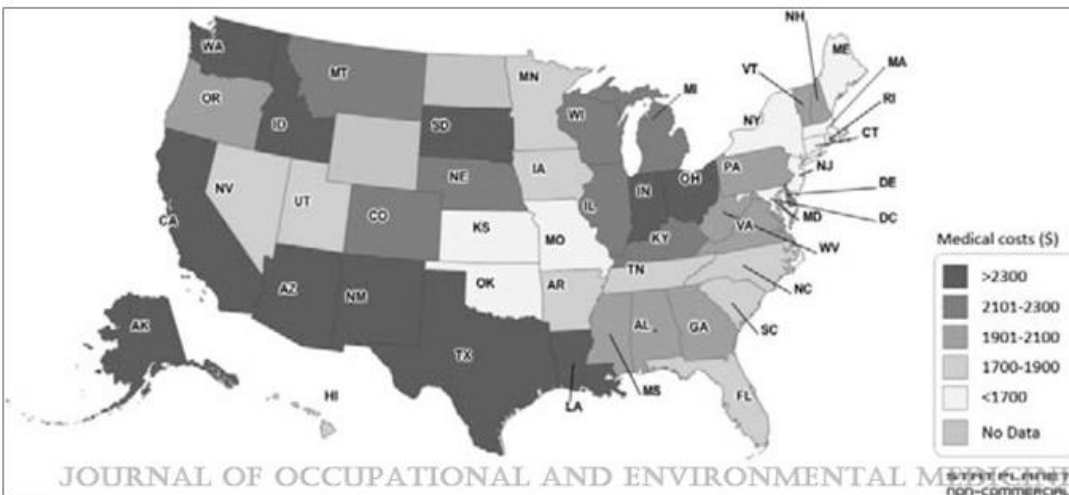 NH
ME
WA
MA
VT
MT
MN
MI
RI
OR
ID
SD
WI
NY
CT
NJ
PA
IA
NE
OH
IN
DE
NV
IL
UT
CO
MD
DC
VA
KS
MO
KY
WV
CA
TN
OK
AR
NC
AZ
NM
SC
AK
AL
GA
TX
HI
MS
FL
LA
Medical costs ($)
>2300
2101-2300
1901-2100
1700-1900
<1700
No Data
JOURNAL OF OCCUPATIONAL AND ENVIRONMENTAL
STATPLANET
non-commercial